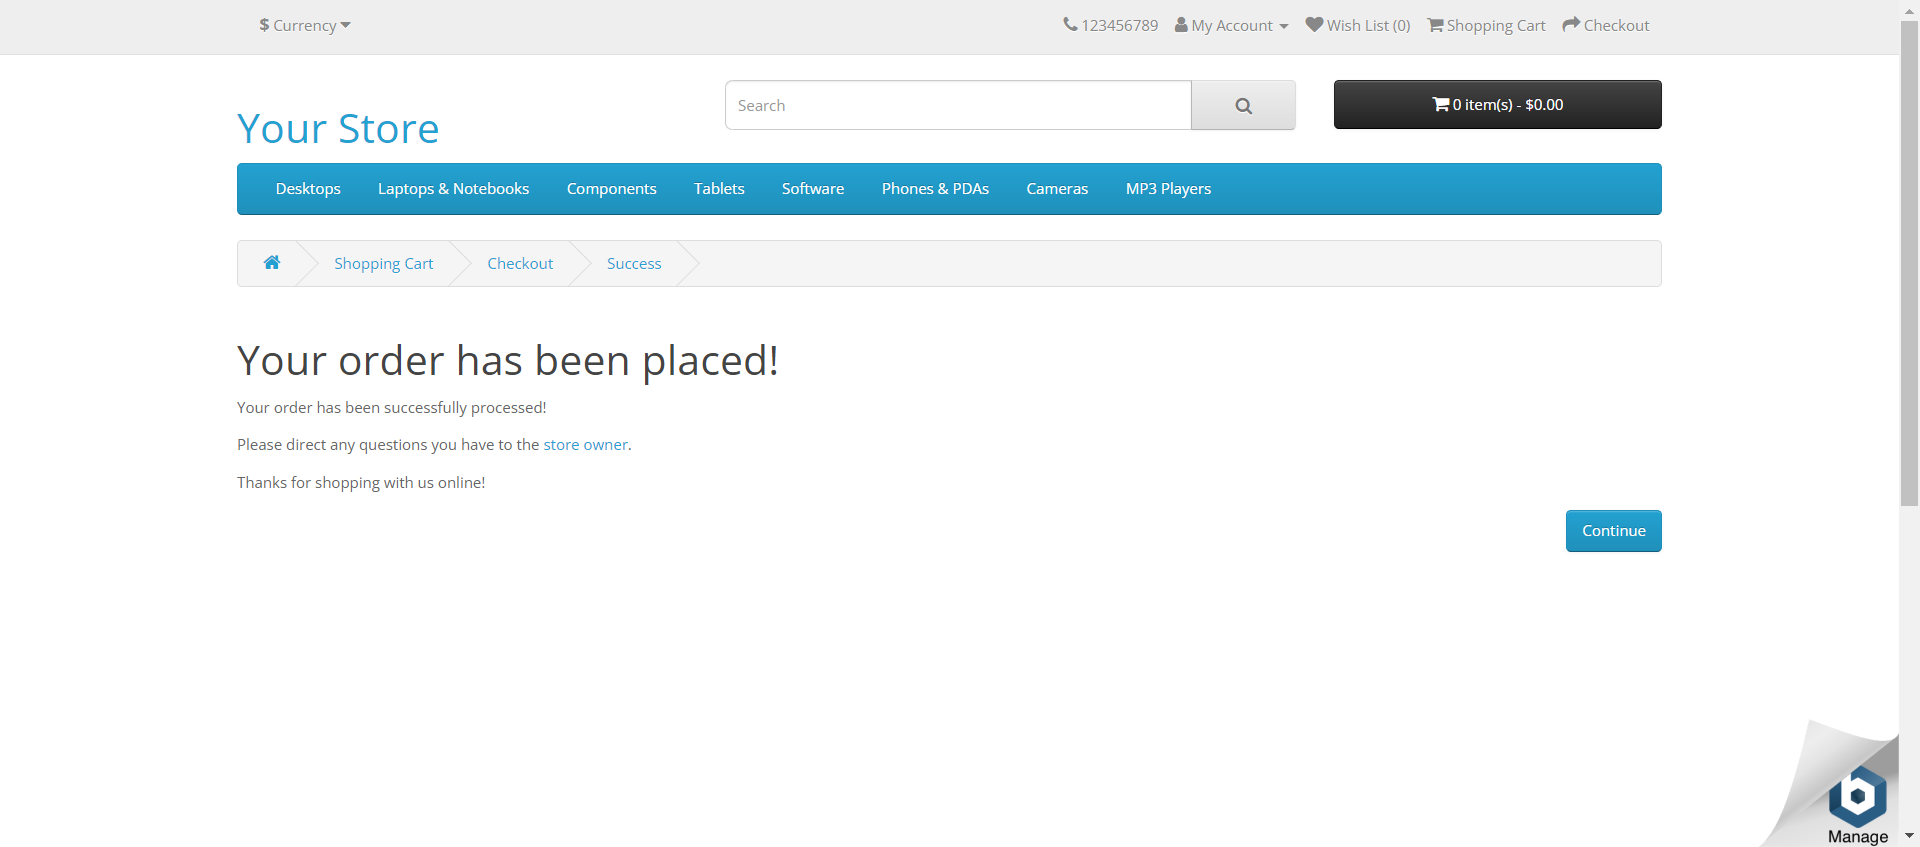 $ Currency
123456789 My Account Wish List (0) Shopping Cart Checkout
Your Store
Search
0 item(s) - $0.00
Desktops Laptops & Notebooks Components Tablets Software Phones & PDAs Cameras MP3 Players
Shopping Cart Checkout Success
Your order has been placed!
Your order has been successfully processed!
Please direct any questions you have to the store owner.
Thanks for shopping with us online!
Continue
b
Manage